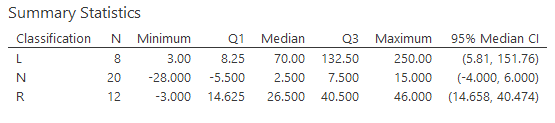 Summary Statistics
Classification N Minimum Q1 Median Q3 Maximum 95% Median CI
L 8 3.00 8.25 70.00 132.50 250.00 (5.81, 151.76)
N 20 -28.000 -5.500 2.500 7.500 15.000 (-4.000, 6.000)
R 12 -3.000 14.625 26.500 40.500 46.000 (14.658, 40.474)